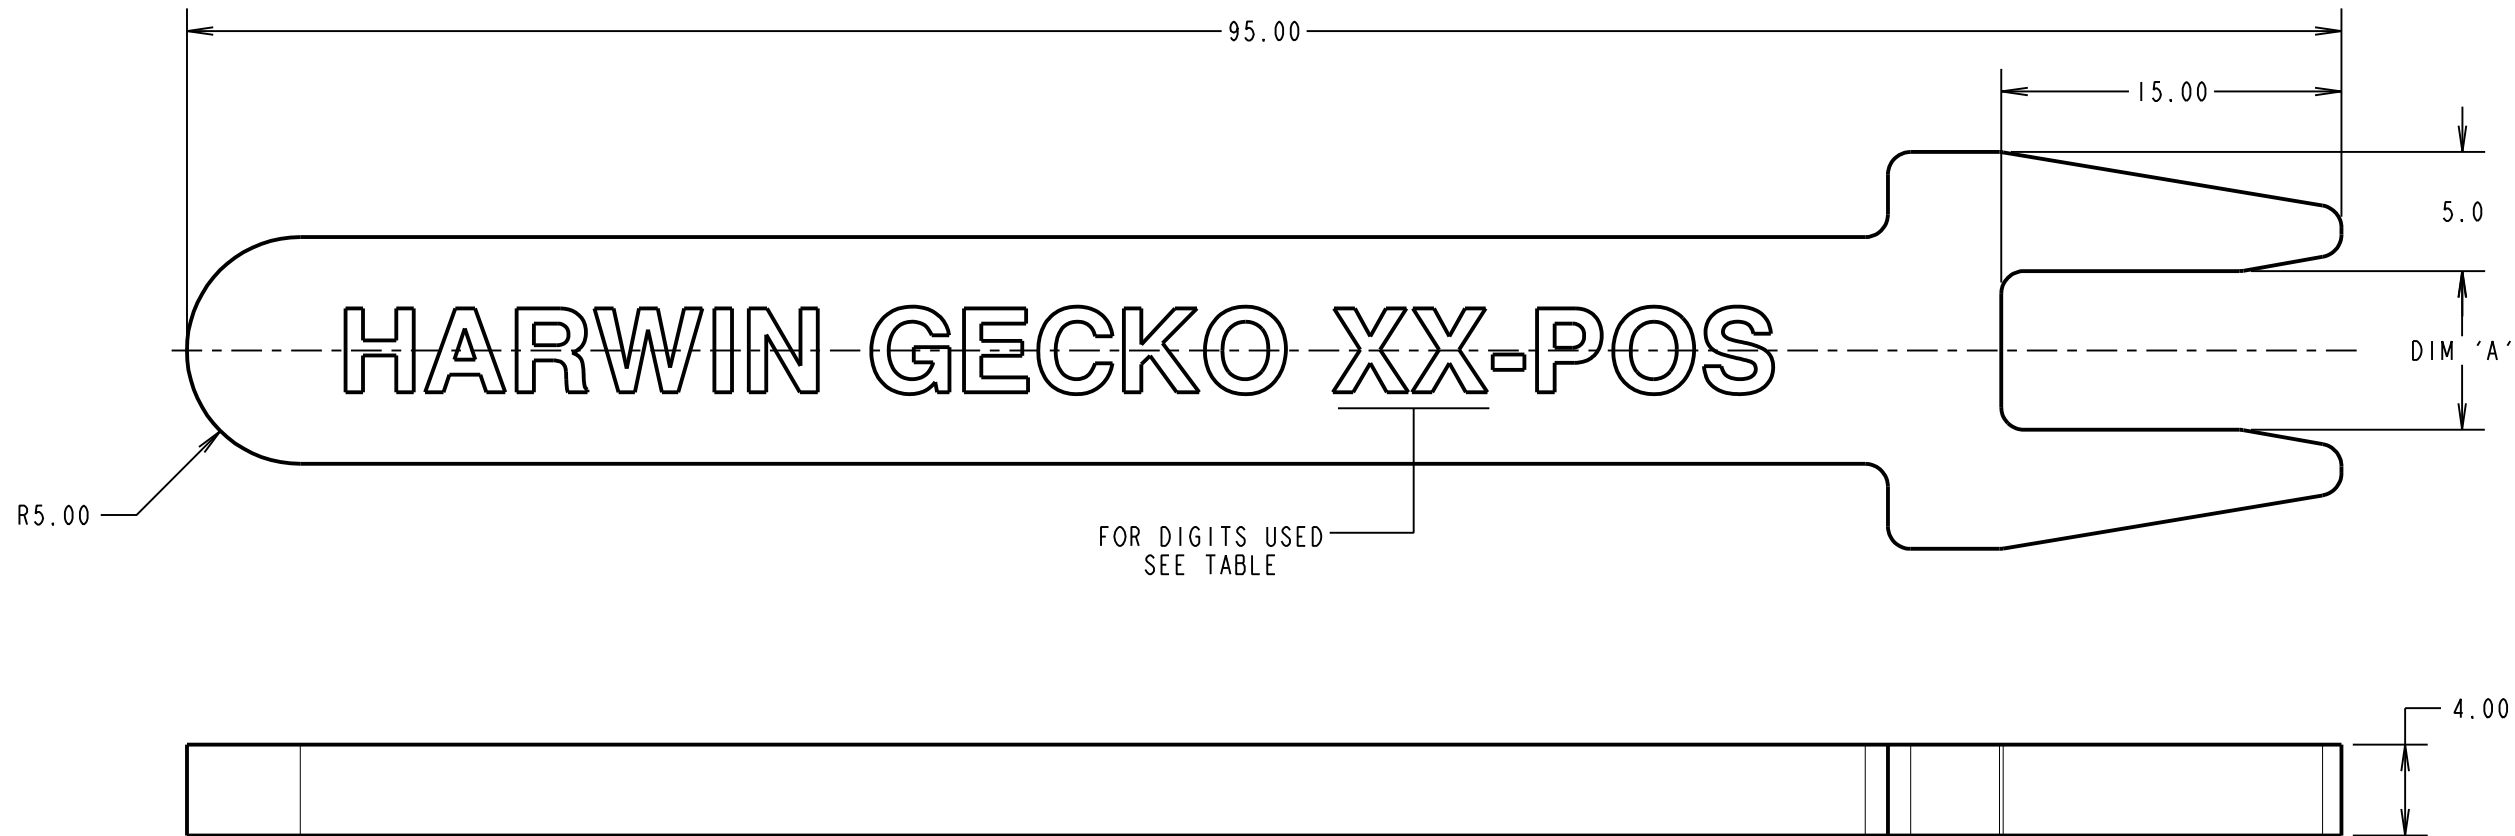 95.00
15.00
5.0
HARWIN GECKO XX-POS
DIM 'A'
R5.00
FOR DIGITS USED
SEE TABLE
4.00